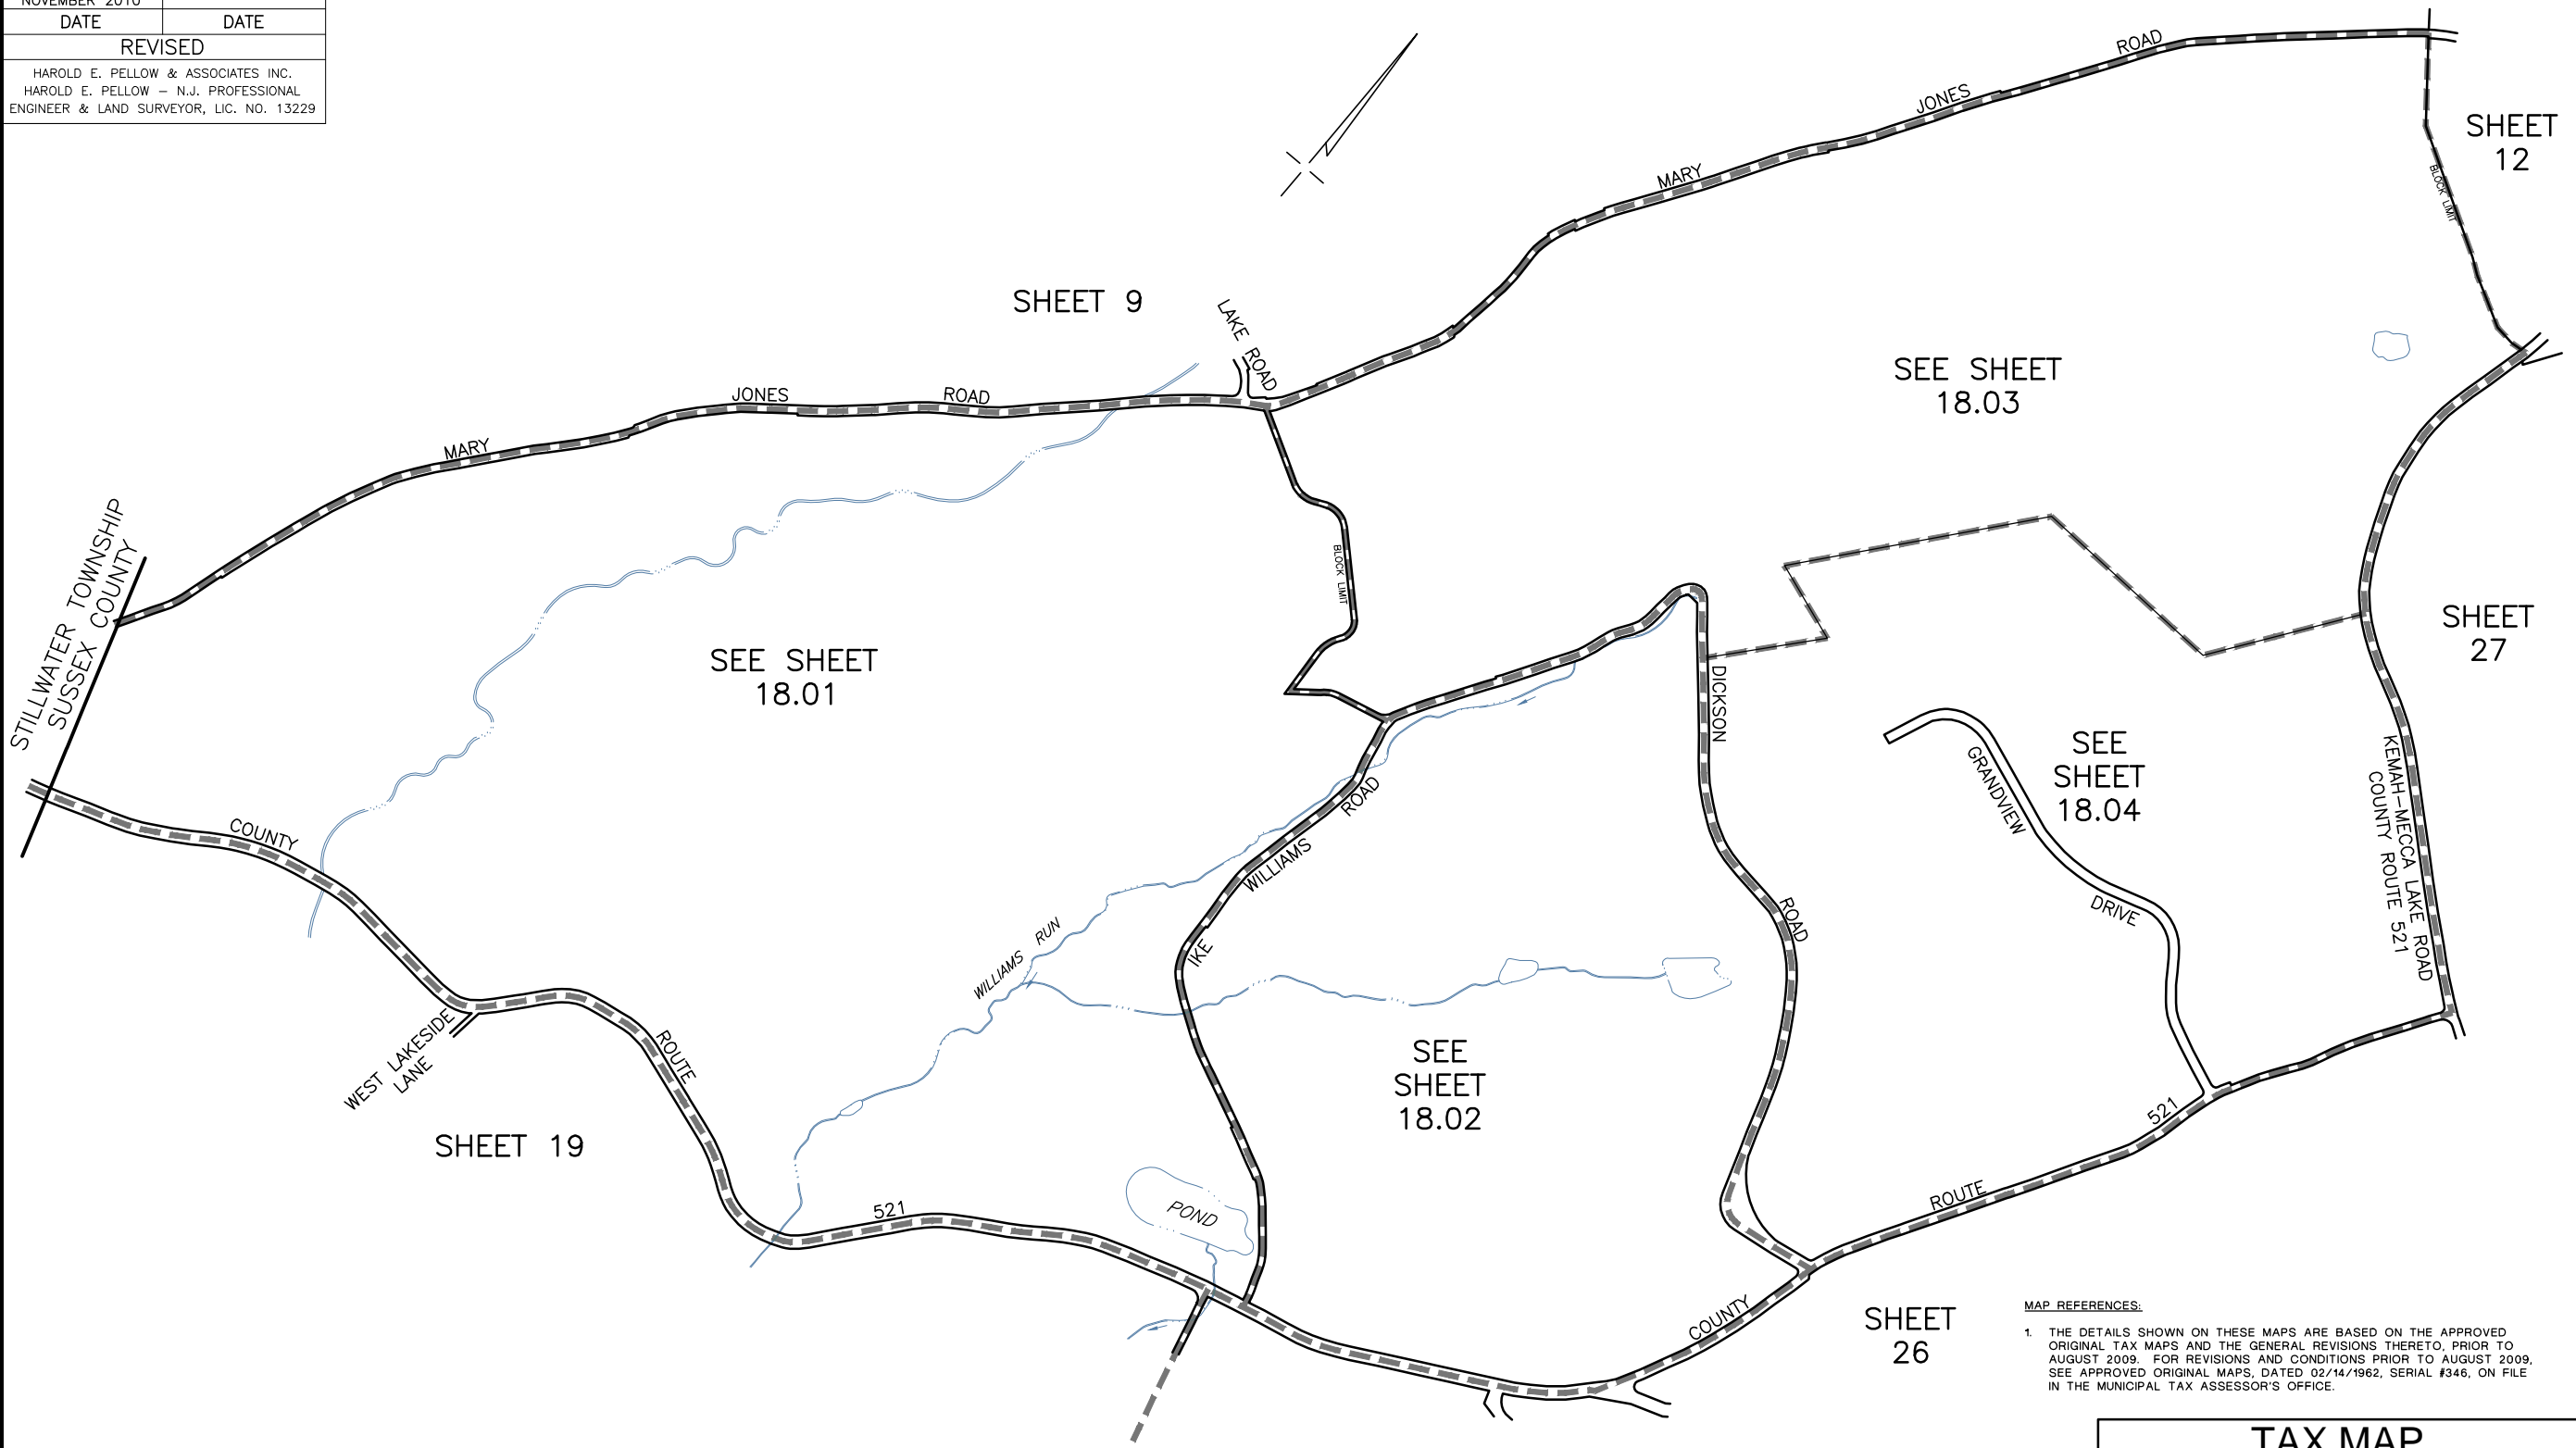 NOVEMBER 2010
DATE DATE
REVISED
HAROLD E. PELLOW & ASSOCIATES INC.
HAROLD E. PELLOW – N.J. PROFESSIONAL
ENGINEER & LAND SURVEYOR, LIC. NO. 13229
ROAD
JONES
MARY
SHEET
12
BLOCK LIMIT
SHEET 9
LAKE ROAD
SEE SHEET
18.03
JONES
ROAD
MARY
STILLWATER TOWNSHIP
SUSSEX COUNTY
BLOCK LIMIT
SEE SHEET
18.01
SHEET
27
DICKSON
ROAD
GRANDVIEW
DRIVE
SEE
SHEET
18.04
KEMAH-MECCA LAKE ROAD
COUNTY ROUTE 521
COUNTY
ROAD
WILLIAMS
IKE
WILLIAMS RUN
WEST LAKESIDE
LANE
ROUTE
SEE
SHEET
18.02
SHEET 19
521
POND
521
ROUTE
COUNTY
SHEET
26
MAP REFERENCES:
1. THE DETAILS SHOWN ON THESE MAPS ARE BASED ON THE APPROVED
ORIGINAL TAX MAPS AND THE GENERAL REVISIONS THERETO, PRIOR TO
AUGUST 2009. FOR REVISIONS AND CONDITIONS PRIOR TO AUGUST 2009,
SEE APPROVED ORIGINAL MAPS, DATED 02/14/1962, SERIAL #346, ON FILE
IN THE MUNICIPAL TAX ASSESSOR'S OFFICE.
TAX MAP